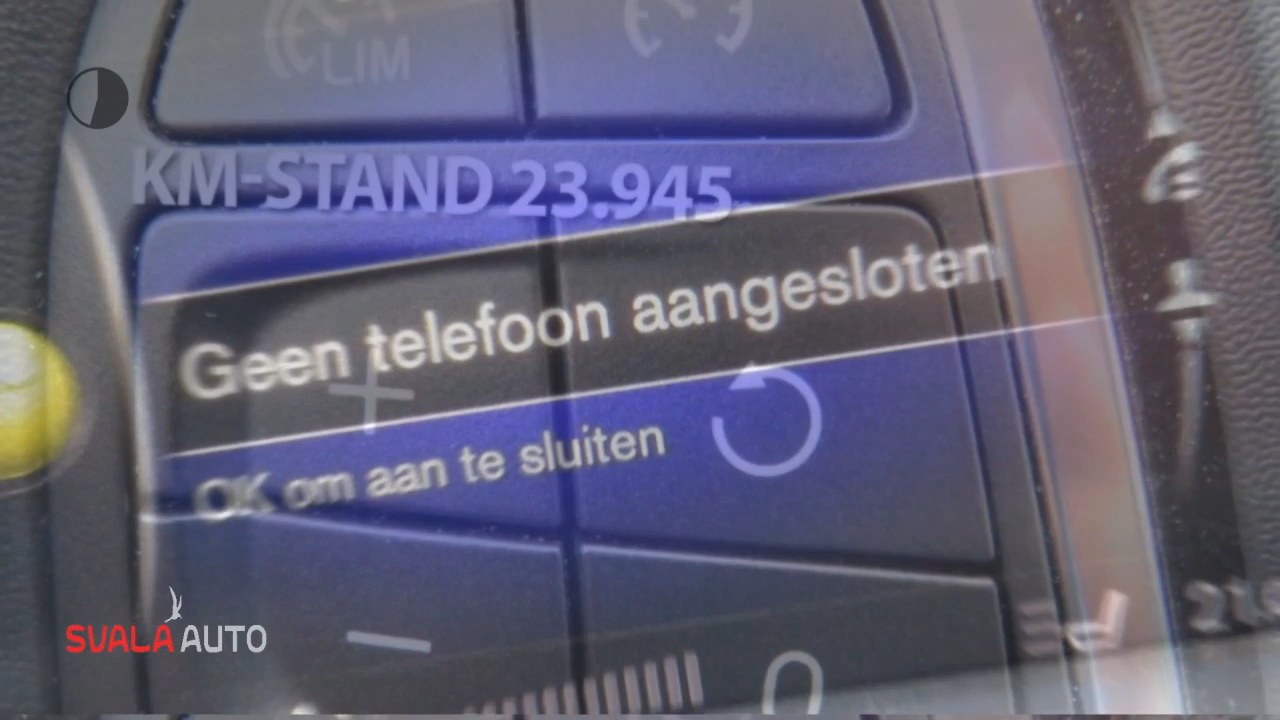 LIM
KM-STAND 23.945
Geen telefoon aangesloten
OK om aan te sluiten
SVALA AUTO